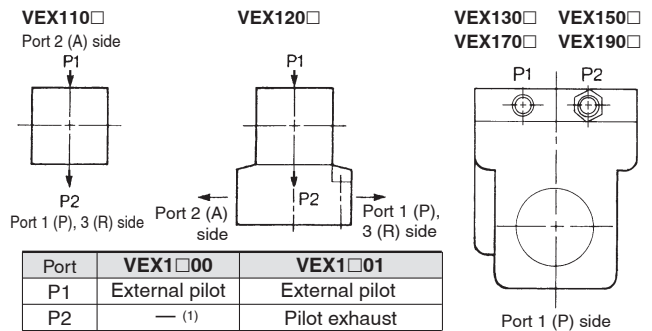 VEX110□
Port 2 (A) side
P1
P2
Port 1 (P), 3 (R) side
VEX120□
P1
P2
Port 2 (A)
side
Port 1 (P),
3 (R) side
VEX130□ VEX150□
VEX170□ VEX190□
P1 P2
Port 1 (P) side
Port VEX1□00 VEX1□01
P1 External pilot External pilot
P2 — (1) Pilot exhaust